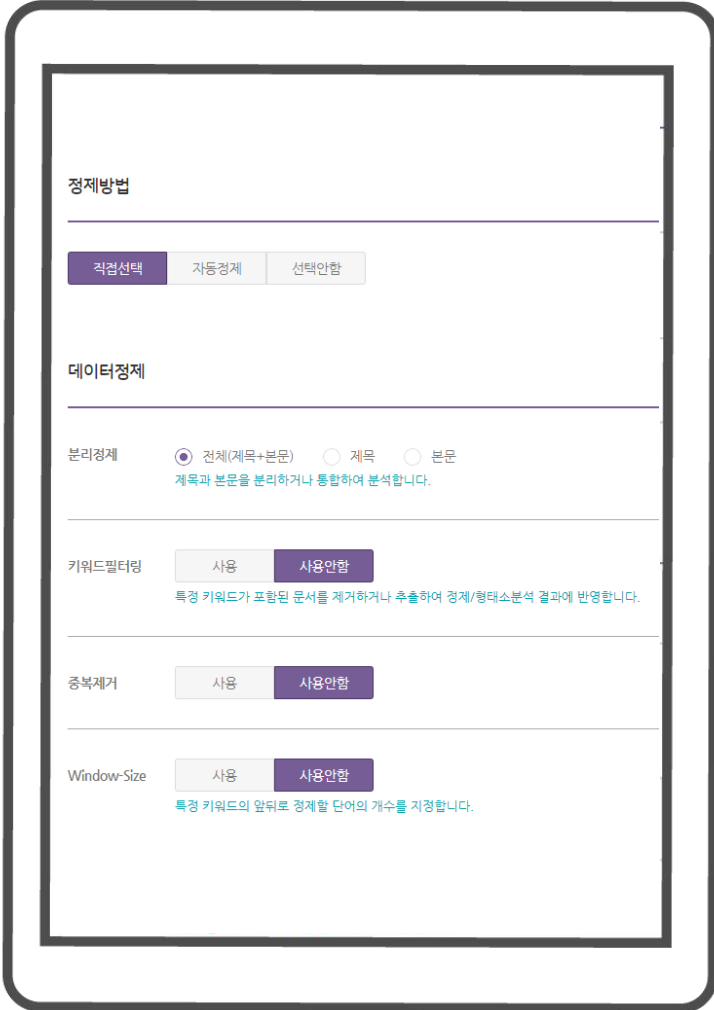 정제방법
직접선택 자동정제 선택안함
데이터정제
분리정제 전체(제목+본문) 제목 본문
제목과 본문을 분리하거나 통합하여 분석합니다.
키워드필터링 사용 사용안함
특정 키워드가 포함된 문서를 제거하거나 추출하여 정제/형태소분석 결과에 반영합니다.
중복제거 사용 사용안함
Window-Size 사용 사용안함
특정 키워드의 앞뒤로 정제할 단어의 개수를 지정합니다.